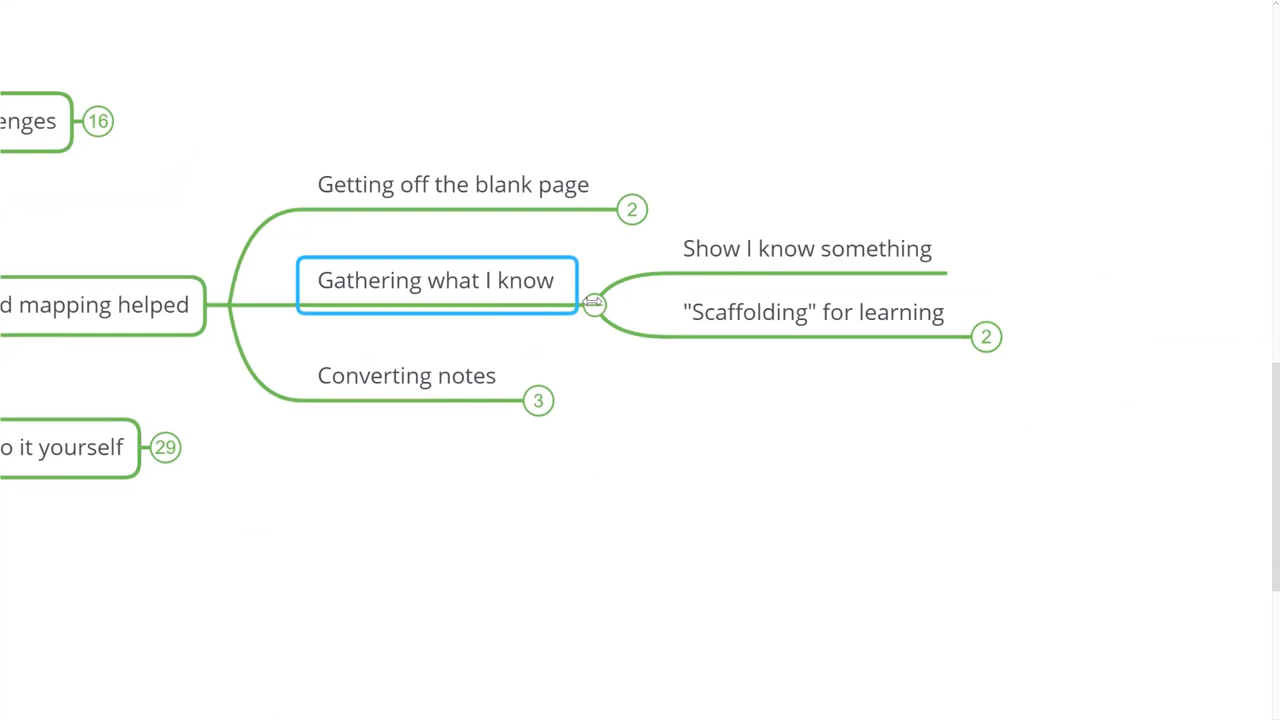 enges
16
Getting off the blank page
2
Gathering what I know
Show I know something
"Scaffolding" for learning
2
d mapping helped
Converting notes
3
o it yourself
29